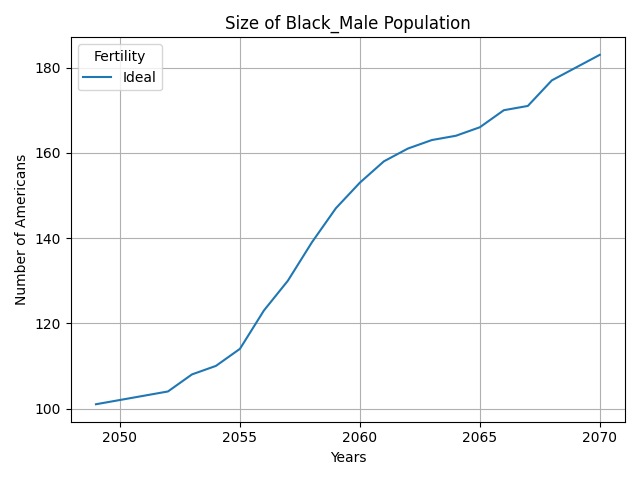 Size of Black_Male Population
Fertility
Ideal
Number of Americans
180
160
140
120
100
2050
2055
2060
2065
2070
Years